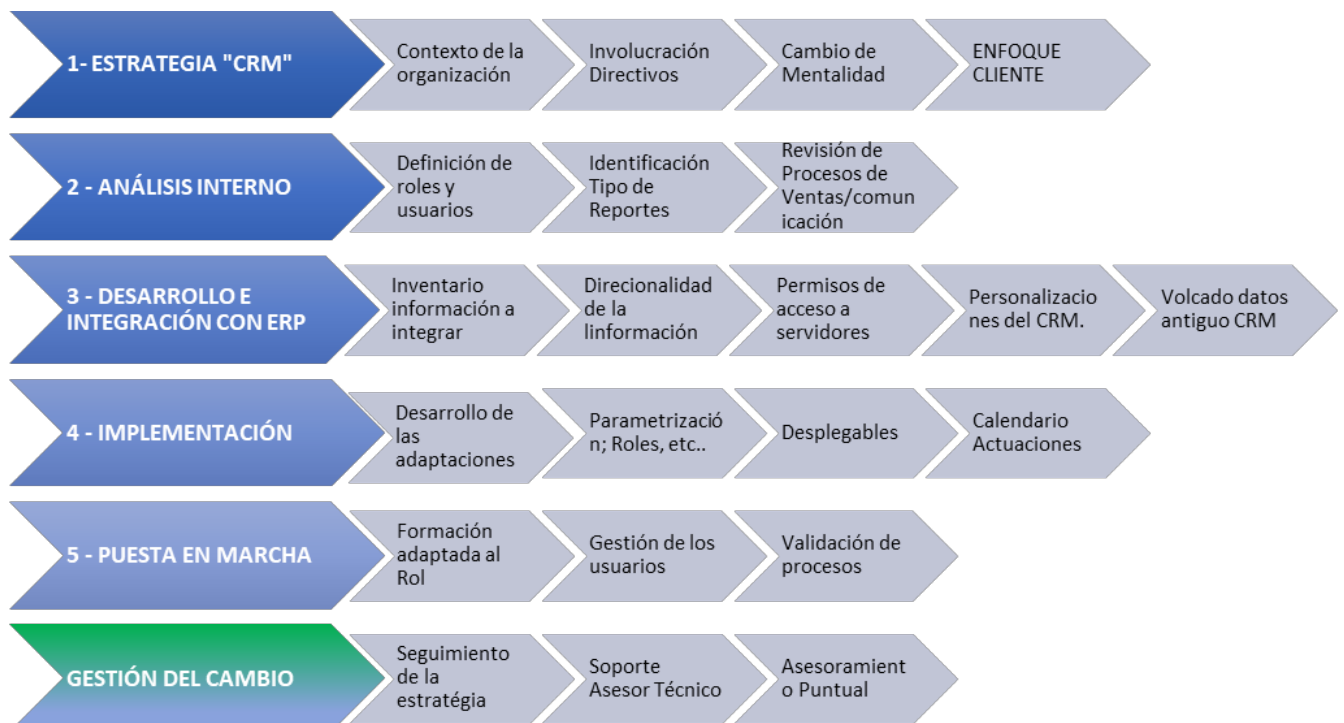 1- ESTRATEGIA "CRM"
Contexto de la
organización
Involucración
Directivos
Cambio de
Mentalidad
ENFOQUE
CLIENTE
2 - ANÁLISIS INTERNO
Definición de
roles y
usuarios
Identificación
Tipo de
Reportes
Revisión de
Procesos de
Ventas/comun
icación
3 - DESARROLLO E
INTEGRACIÓN CON ERP
Inventario
información a
integrar
Direcionalidad
de la
linformación
Permisos de
acceso a
servidores
Personalizacio
nes del CRM.
Volcado datos
antiguo CRM
4 - IMPLEMENTACIÓN
Desarrollo de
las
adaptaciones
Parametrizació
n; Roles, etc..
Desplegables
Calendario
Actuaciones
5 - PUESTA EN MARCHA
Formación
adaptada al
Rol
Gestión de los
usuarios
Validación de
procesos
GESTIÓN DEL CAMBIO
Seguimiento
de la
estratégia
Soporte
Asesor Técnico
Asesoramient
o Puntual